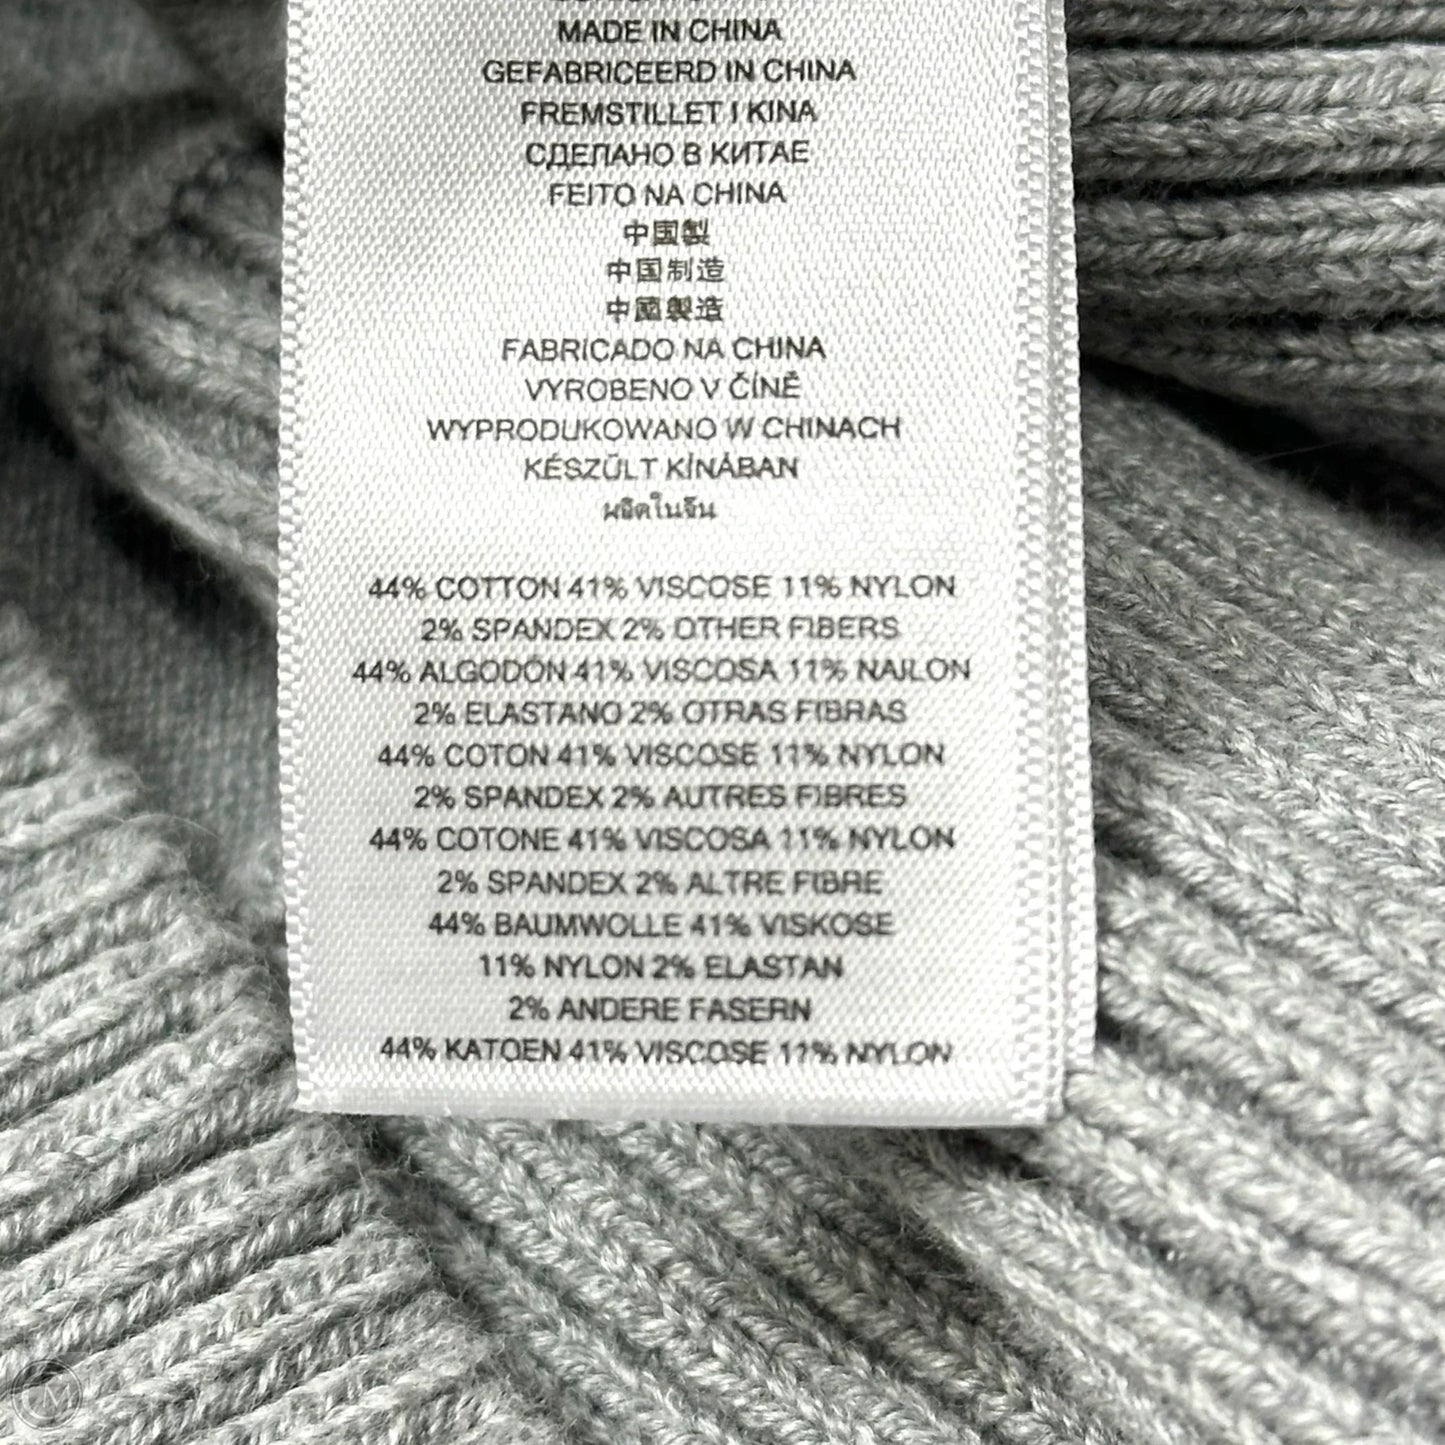 MADE IN CHINA
GEFABRICEERD IN CHINA
FREMSTILLET I KINA
СДЕЛАНО В КИТАЕ
FEITO NA CHINA
中国製
中国制造
中國製造
FABRICADO NA CHINA
VYROBENO V ČÍNĚ
WYPRODUKOWANO W CHINACH
KÉSZÜLT KÍNÁBAN
ผลิตในจีน
44% COTTON 41% VISCOSE 11% NYLON
2% SPANDEX 2% OTHER FIBERS
44% ALGODÓN 41% VISCOSA 11% NAILON
2% ELASTANO 2% OTRAS FIBRAS
44% COTON 41% VISCOSE 11% NYLON
2% SPANDEX 2% AUTRES FIBRES
44% COTONE 41% VISCOSA 11% NYLON
2% SPANDEX 2% ALTRE FIBRE
44% BAUMWOLLE 41% VISKOSE
11% NYLON 2% ELASTAN
2% ANDERE FASERN
44% KATOEN 41% VISCOSE 11% NYLON